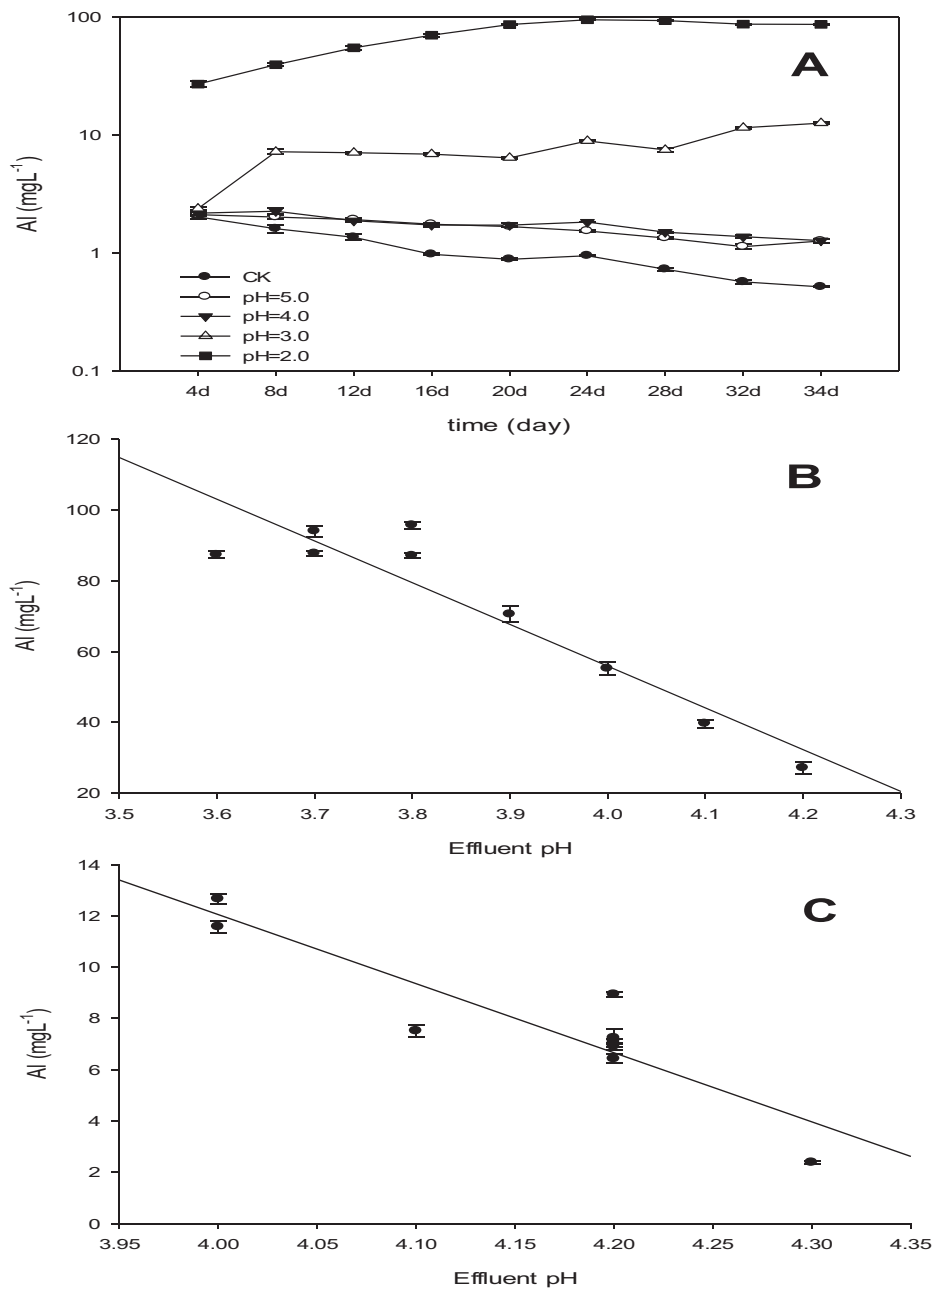 100
A
10
Al (mgL-1)
1
CK
pH=5.0
pH=4.0
pH=3.0
pH=2.0
0.1
4d 8d 12d 16d 20d 24d 28d 32d 34d
time (day)
120
B
100
80
Al (mgL-1)
60
40
20
3.5 3.6 3.7 3.8 3.9 4.0 4.1 4.2 4.3
Effluent pH
14
C
12
10
8
Al (mgL-1)
6
4
2
0
3.95 4.00 4.05 4.10 4.15 4.20 4.25 4.30 4.35
Effluent pH